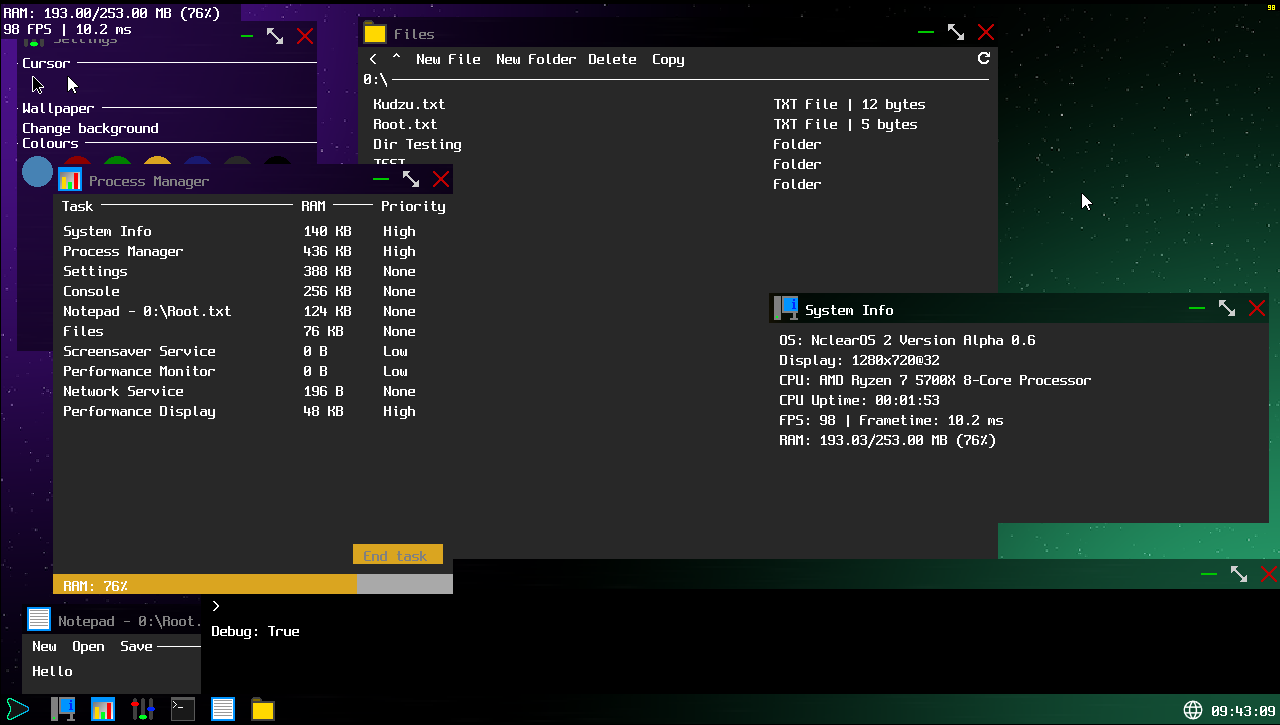 RAM: 193.00/253.00 MB (76%)
98 FPS | 10.2 ms
98
Settings
Cursor
Wallpaper
Change background
Colours
Files
< ^ New File New Folder Delete Copy
0:\
Kudzu.txt TXT File | 12 bytes
Root.txt TXT File | 5 bytes
Dir Testing Folder
TEST Folder
Folder
Process Manager
Task RAM Priority
System Info 140 KB High
Process Manager 436 KB High
Settings 388 KB None
Console 256 KB None
Notepad - 0:\Root.txt 124 KB None
Files 76 KB None
Screensaver Service 0 B Low
Performance Monitor 0 B Low
Network Service 196 B None
Performance Display 48 KB High
End task
RAM: 76%
System Info
OS: NclearOS 2 Version Alpha 0.6
Display: 1280x720@32
CPU: AMD Ryzen 7 5700X 8-Core Processor
CPU Uptime: 00:01:53
FPS: 98 | Frametime: 10.2 ms
RAM: 193.03/253.00 MB (76%)
>
Debug: True
Notepad - 0:\Root.
New Open Save
Hello
09:43:09